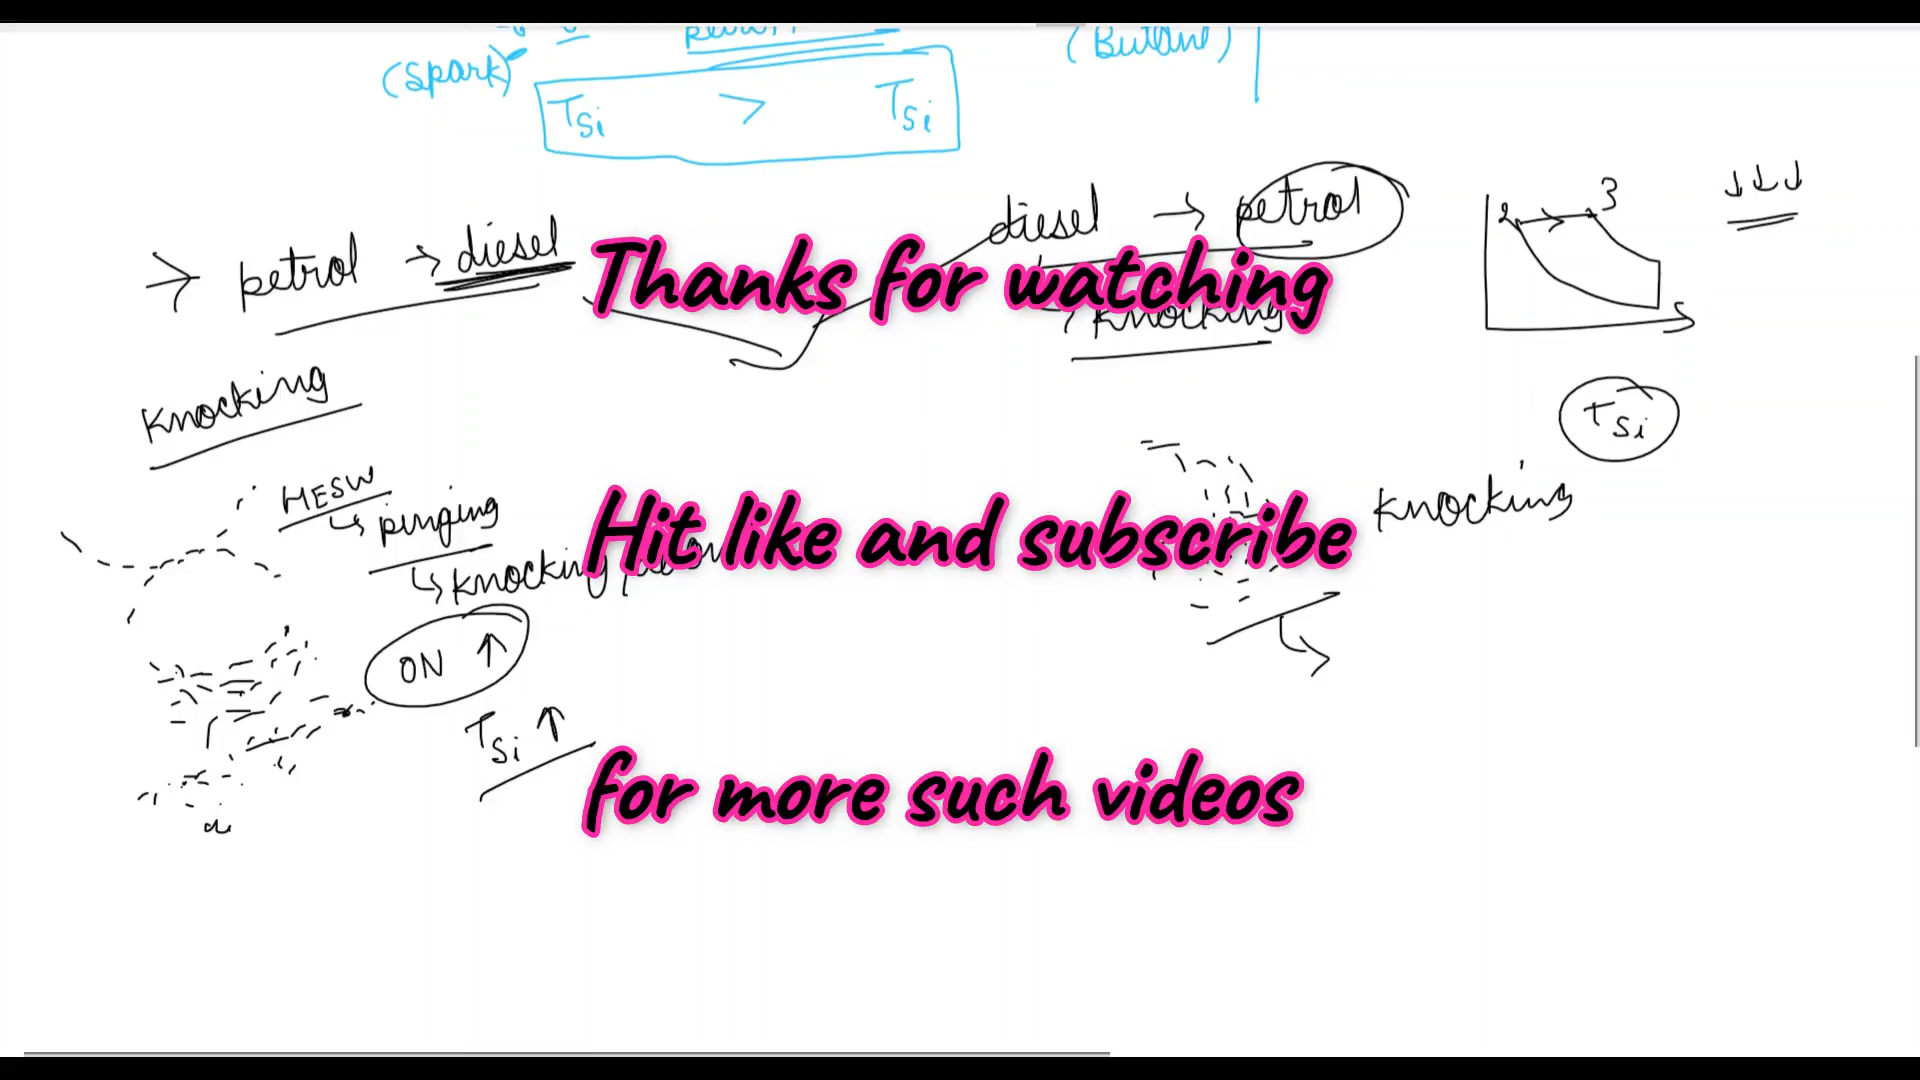 (spark)
(Butane)
Tsi > Tsi
→ petrol → diesel
diesel → petrol
2 3
↓↓↓
Thanks for watching
→ knocking
Knocking
Tsi
HESW
↳ pinging
↳ knocking
Hit like and subscribe
knocking
ON ↑
Tsi ↑
for more such videos